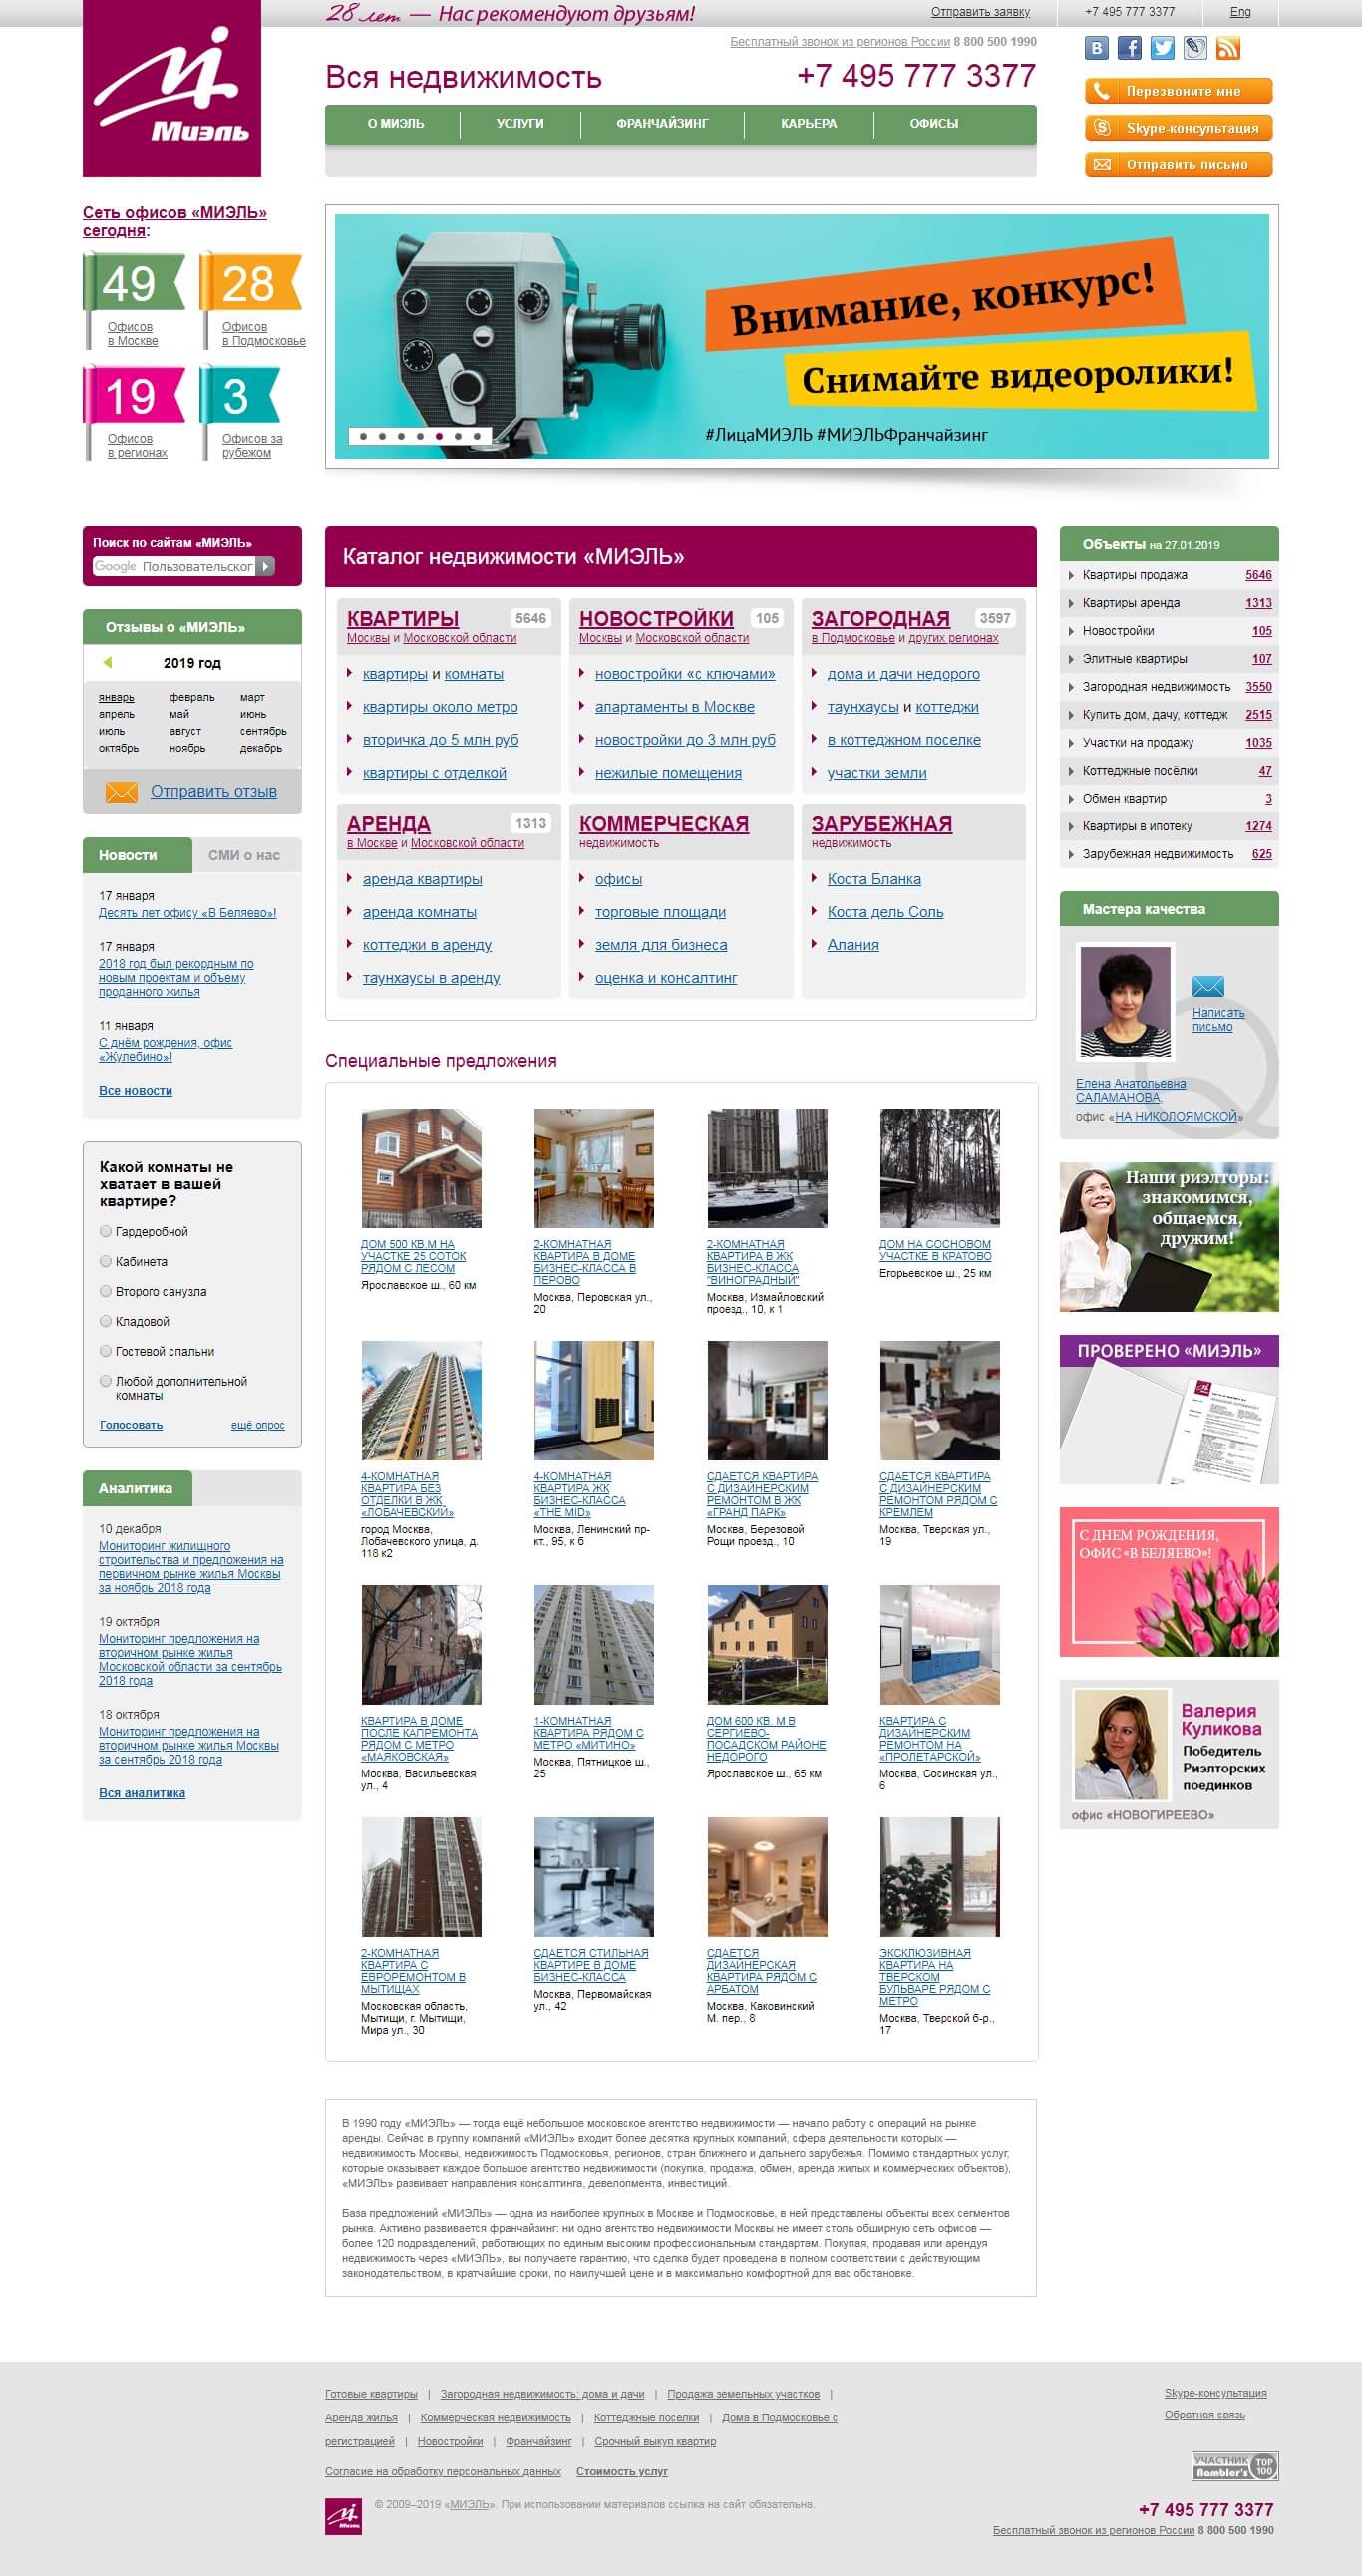 28 лет — Нас рекомендуют друзьям!
Отправить заявку
+7 495 777 3377
Eng
Миэль
Бесплатный звонок из регионов России 8 800 500 1990
Вся недвижимость
+7 495 777 3377
О МИЭЛЬ
УСЛУГИ
ФРАНЧАЙЗИНГ
КАРЬЕРА
ОФИСЫ
Перезвоните мне
Skype-консультация
Отправить письмо
Сеть офисов «МИЭЛЬ»
сегодня:
49
Офисов
в Москве
28
Офисов
в Подмосковье
19
Офисов
в регионах
3
Офисов за
рубежом
Внимание, конкурс!
Снимайте видеоролики!
#ЛицаМИЭЛЬ #МИЭЛЬФранчайзинг
Поиск по сайтам «МИЭЛЬ»
Google Пользовательског
Отзывы о «МИЭЛЬ»
2019 год
январь февраль март
апрель май июнь
июль август сентябрь
октябрь ноябрь декабрь
Отправить отзыв
Новости
СМИ о нас
17 января
Десять лет офису «В Беляево»!
17 января
2018 год был рекордным по
новым проектам и объему
проданного жилья
11 января
С днём рождения, офис
«Жулебино»!
Все новости
Какой комнаты не
хватает в вашей
квартире?
Гардеробной
Кабинета
Второго санузла
Кладовой
Гостевой спальни
Любой дополнительной
комнаты
Голосовать
ещё опрос
Аналитика
10 декабря
Мониторинг жилищного
строительства и предложения на
первичном рынке жилья Москвы
за ноябрь 2018 года
19 октября
Мониторинг предложения на
вторичном рынке жилья
Московской области за сентябрь
2018 года
18 октября
Мониторинг предложения на
вторичном рынке жилья Москвы
за сентябрь 2018 года
Вся аналитика
Каталог недвижимости «МИЭЛЬ»
КВАРТИРЫ 5646
Москвы и Московской области
квартиры и комнаты
квартиры около метро
вторичка до 5 млн руб
квартиры с отделкой
НОВОСТРОЙКИ 105
Москвы и Московской области
новостройки «с ключами»
апартаменты в Москве
новостройки до 3 млн руб
нежилые помещения
ЗАГОРОДНАЯ 3597
в Подмосковье и других регионах
дома и дачи недорого
таунхаусы и коттеджи
в коттеджном поселке
участки земли
АРЕНДА 1313
в Москве и Московской области
аренда квартиры
аренда комнаты
коттеджи в аренду
таунхаусы в аренду
КОММЕРЧЕСКАЯ
недвижимость
офисы
торговые площади
земля для бизнеса
оценка и консалтинг
ЗАРУБЕЖНАЯ
недвижимость
Коста Бланка
Коста дель Соль
Алания
Специальные предложения
ДОМ 500 КВ.М НА
УЧАСТКЕ 25 СОТОК
РЯДОМ С ЛЕСОМ
Ярославское ш., 60 км
2-КОМНАТНАЯ
КВАРТИРА В ДОМЕ
БИЗНЕС-КЛАССА В
ПЕРОВО
Москва, Перовская ул.,
20
2-КОМНАТНАЯ
КВАРТИРА В ЖК
БИЗНЕС-КЛАССА
"ВИНОГРАДНЫЙ"
Москва, Измайловский
проезд., 10, к 1
ДОМ НА СОСНОВОМ
УЧАСТКЕ В КРАТОВО
Егорьевское ш., 25 км
4-КОМНАТНАЯ
КВАРТИРА БЕЗ
ОТДЕЛКИ В ЖК
«ЛОБАЧЕВСКИЙ»
город Москва,
Лобачевского улица, д.
118 к2
4-КОМНАТНАЯ
КВАРТИРА ЖК
БИЗНЕС-КЛАССА
«THE MID»
Москва, Ленинский пр-
кт., 95, к 6
СДАЕТСЯ КВАРТИРА
С ДИЗАЙНЕРСКИМ
РЕМОНТОМ В ЖК
«ГРАНД ПАРК»
Москва, Березовой
Рощи проезд., 10
СДАЕТСЯ КВАРТИРА
С ДИЗАЙНЕРСКИМ
РЕМОНТОМ РЯДОМ С
КРЕМЛЕМ
Москва, Тверская ул.,
19
КВАРТИРА В ДОМЕ
ПОСЛЕ КАПРЕМОНТА
РЯДОМ С МЕТРО
«МАЯКОВСКАЯ»
Москва, Васильевская
ул., 4
1-КОМНАТНАЯ
КВАРТИРА РЯДОМ С
МЕТРО «МИТИНО»
Москва, Пятницкое ш.,
25
ДОМ 600 КВ. М В
СЕРГИЕВО-
ПОСАДСКОМ РАЙОНЕ
НЕДОРОГО
Ярославское ш., 65 км
КВАРТИРА С
ДИЗАЙНЕРСКИМ
РЕМОНТОМ НА
«ПРОЛЕТАРСКОЙ»
Москва, Сосинская ул.,
6
2-КОМНАТНАЯ
КВАРТИРА С
ЕВРОРЕМОНТОМ В
МЫТИЩАХ
Московская область,
Мытищи, г. Мытищи,
Мира ул., 30
СДАЕТСЯ СТИЛЬНАЯ
КВАРТИРЕ В ДОМЕ
БИЗНЕС-КЛАССА
Москва, Первомайская
ул., 42
СДАЕТСЯ
ДИЗАЙНЕРСКАЯ
КВАРТИРА РЯДОМ С
АРБАТОМ
Москва, Каковинский
М. пер., 8
ЭКСКЛЮЗИВНАЯ
КВАРТИРА НА
ТВЕРСКОМ
БУЛЬВАРЕ РЯДОМ С
МЕТРО
Москва, Тверской б-р.,
17
Объекты на 27.01.2019
Квартиры продажа 5646
Квартиры аренда 1313
Новостройки 105
Элитные квартиры 107
Загородная недвижимость 3550
Купить дом, дачу, коттедж 2515
Участки на продажу 1035
Коттеджные посёлки 47
Обмен квартир 3
Квартиры в ипотеку 1274
Зарубежная недвижимость 625
Мастера качества
Написать
письмо
Елена Анатольевна
САЛАМАНОВА,
офис «НА НИКОЛОЯМСКОЙ»
Наши риэлторы:
знакомимся,
общаемся,
дружим!
ПРОВЕРЕНО «МИЭЛЬ»
С ДНЕМ РОЖДЕНИЯ,
ОФИС «В БЕЛЯЕВО»!
Валерия
Куликова
Победитель
Риэлторских
поединков
офис «НОВОГИРЕЕВО»
В 1990 году «МИЭЛЬ» — тогда ещё небольшое московское агентство недвижимости — начало работу с операций на рынке
аренды. Сейчас в группу компаний «МИЭЛЬ» входит более десятка крупных компаний, сфера деятельности которых —
недвижимость Москвы, недвижимость Подмосковья, регионов, стран ближнего и дальнего зарубежья. Помимо стандартных услуг,
которые оказывает каждое большое агентство недвижимости (покупка, продажа, обмен, аренда жилых и коммерческих объектов),
«МИЭЛЬ» развивает направления консалтинга, девелопмента, инвестиций.
База предложений «МИЭЛЬ» — одна из наиболее крупных в Москве и Подмосковье, в ней представлены объекты всех сегментов
рынка. Активно развивается франчайзинг: ни одно агентство недвижимости Москвы не имеет столь обширную сеть офисов —
более 120 подразделений, работающих по единым высоким профессиональным стандартам. Покупая, продавая или арендуя
недвижимость через «МИЭЛЬ», вы получаете гарантию, что сделка будет проведена в полном соответствии с действующим
законодательством, в кратчайшие сроки, по наилучшей цене и в максимально комфортной для вас обстановке.
Готовые квартиры | Загородная недвижимость: дома и дачи | Продажа земельных участков |
Аренда жилья | Коммерческая недвижимость | Коттеджные поселки | Дома в Подмосковье с
регистрацией | Новостройки | Франчайзинг | Срочный выкуп квартир
Согласие на обработку персональных данных Стоимость услуг
Миэль
© 2009–2019 «МИЭЛЬ». При использовании материалов ссылка на сайт обязательна.
Skype-консультация
Обратная связь
УЧАСТНИК
Rambler's
TOP
100
+7 495 777 3377
Бесплатный звонок из регионов России 8 800 500 1990